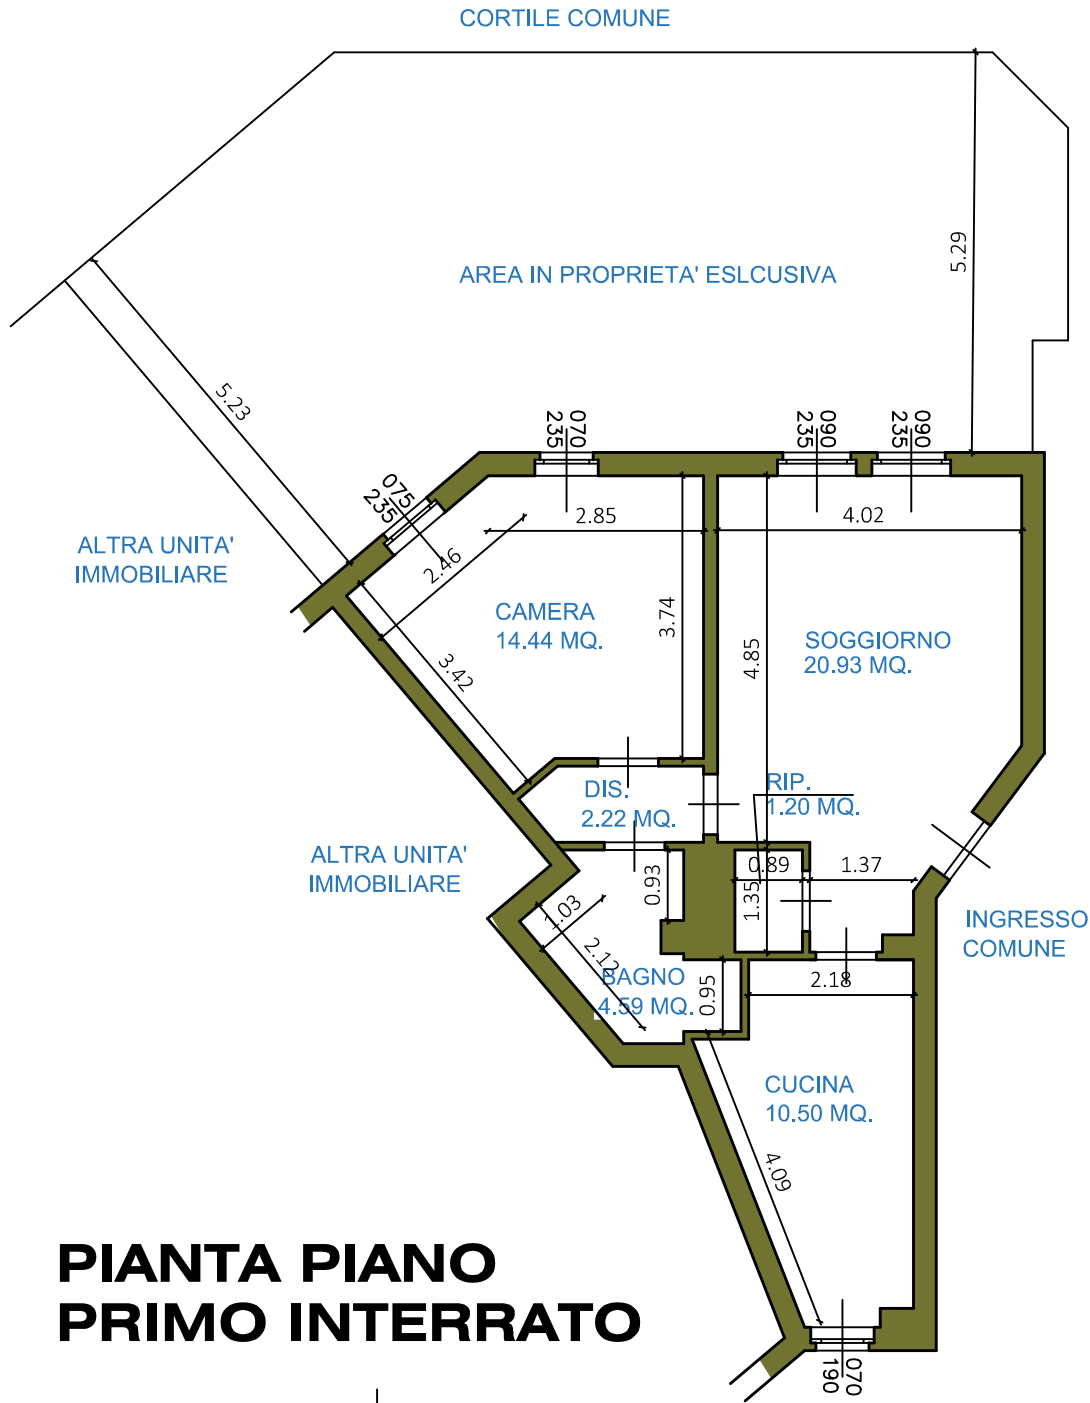 CORTILE COMUNE
5.29
AREA IN PROPRIETA' ESLCUSIVA
5.23
070
235
090
235
090
235
075
235
2.85
4.02
ALTRA UNITA'
IMMOBILIARE
2.46
CAMERA
14.44 MQ.
3.74
SOGGIORNO
20.93 MQ.
4.85
3.42
DIS.
2.22 MQ.
RIP.
1.20 MQ.
ALTRA UNITA'
IMMOBILIARE
0.93
0.89
1.37
1.35
1.03
2.12
INGRESSO
COMUNE
BAGNO
4.59 MQ.
0.95
2.18
CUCINA
10.50 MQ.
4.09
PIANTA PIANO
PRIMO INTERRATO
070
190